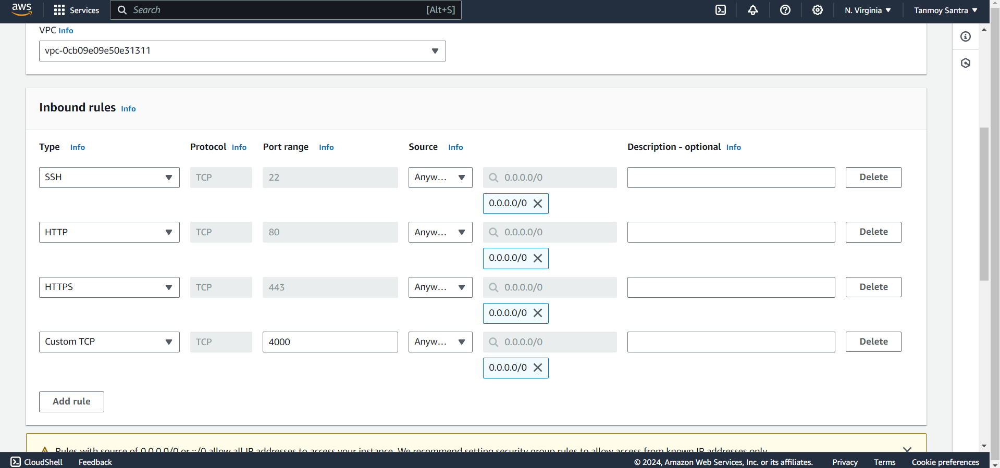 aws Services Search [Alt+S] N. Virginia Tanmoy Santra
VPC Info
vpc-0cb09e09e50e31311
Inbound rules Info
Type Info Protocol Info Port range Info Source Info Description - optional Info
SSH TCP 22 Anyw... 0.0.0.0/0 Delete
0.0.0.0/0
HTTP TCP 80 Anyw... 0.0.0.0/0 Delete
0.0.0.0/0
HTTPS TCP 443 Anyw... 0.0.0.0/0 Delete
0.0.0.0/0
Custom TCP TCP 4000 Anyw... 0.0.0.0/0 Delete
0.0.0.0/0
Add rule
Rules with source of 0.0.0.0/0 or ::/0 allow all IP addresses to access your instance. We recommend setting security group rules to allow access from known IP addresses only.
CloudShell Feedback © 2024, Amazon Web Services, Inc. or its affiliates. Privacy Terms Cookie preferences